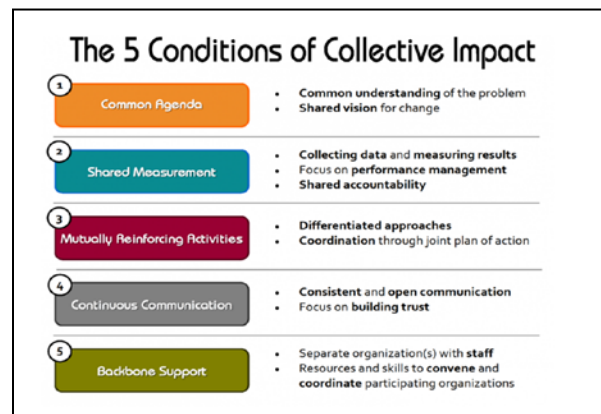 The 5 Conditions of Collective Impact
1
Common Agenda
• Common understanding of the problem
• Shared vision for change
2
Shared Measurement
• Collecting data and measuring results
• Focus on performance management
• Shared accountability
3
Mutually Reinforcing Activities
• Differentiated approaches
• Coordination through joint plan of action
4
Continuous Communication
• Consistent and open communication
• Focus on building trust
5
Backbone Support
• Separate organization(s) with staff
• Resources and skills to convene and
coordinate participating organizations